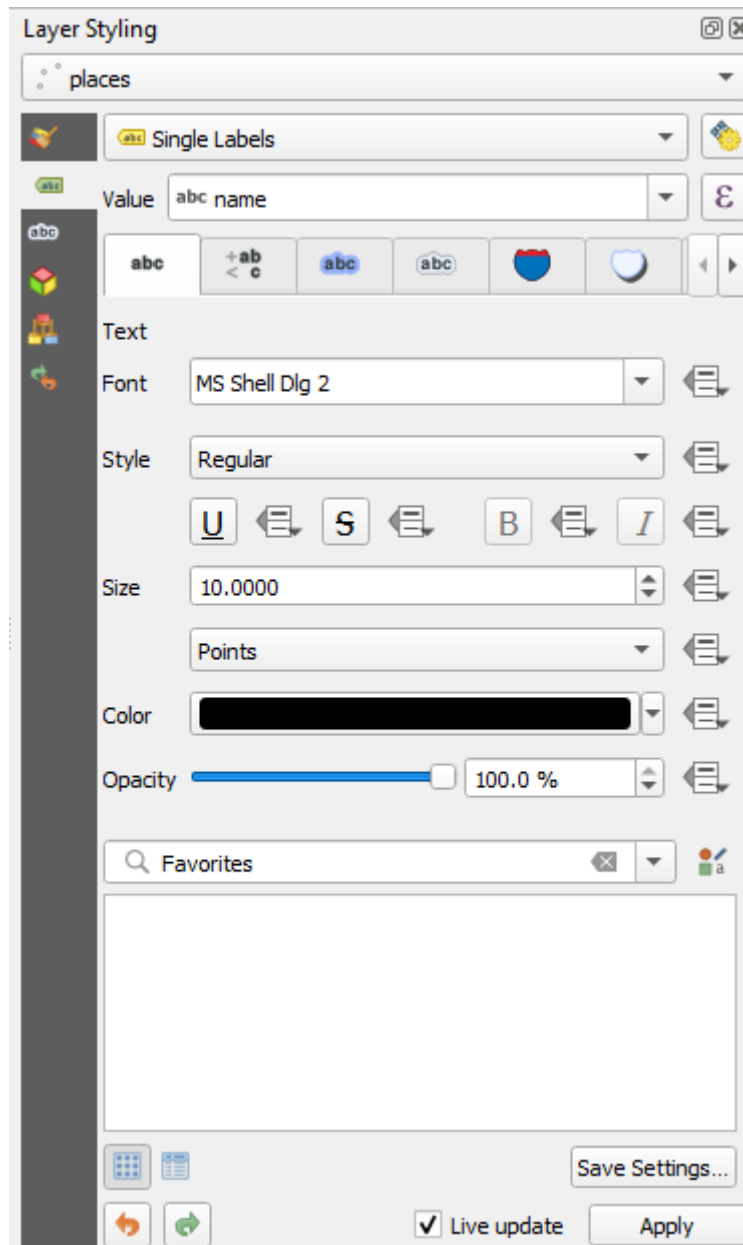 Layer Styling
places
Single Labels
Value abc name ε
abc +ab < c abc abc
Text
Font MS Shell Dlg 2
Style Regular
U S B I
Size 10.0000
Points
Color
Opacity 100.0 %
Favorites
Save Settings...
Live update Apply